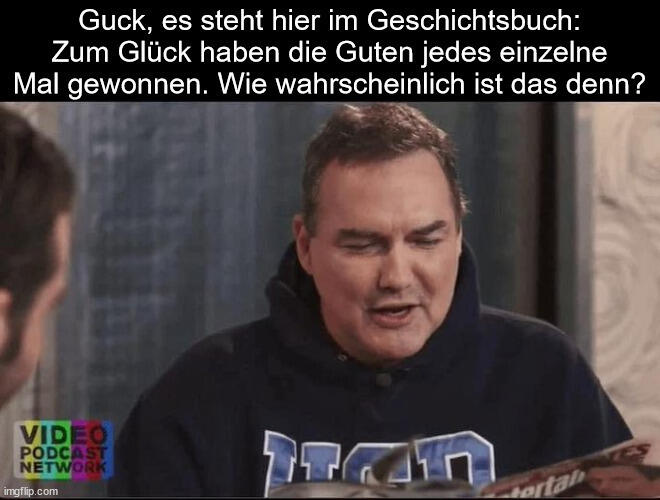 Guck, es steht hier im Geschichtsbuch:
Zum Glück haben die Guten jedes einzelne
Mal gewonnen. Wie wahrscheinlich ist das denn?
VIDEO
PODCAST
NETWORK
imgflip.com